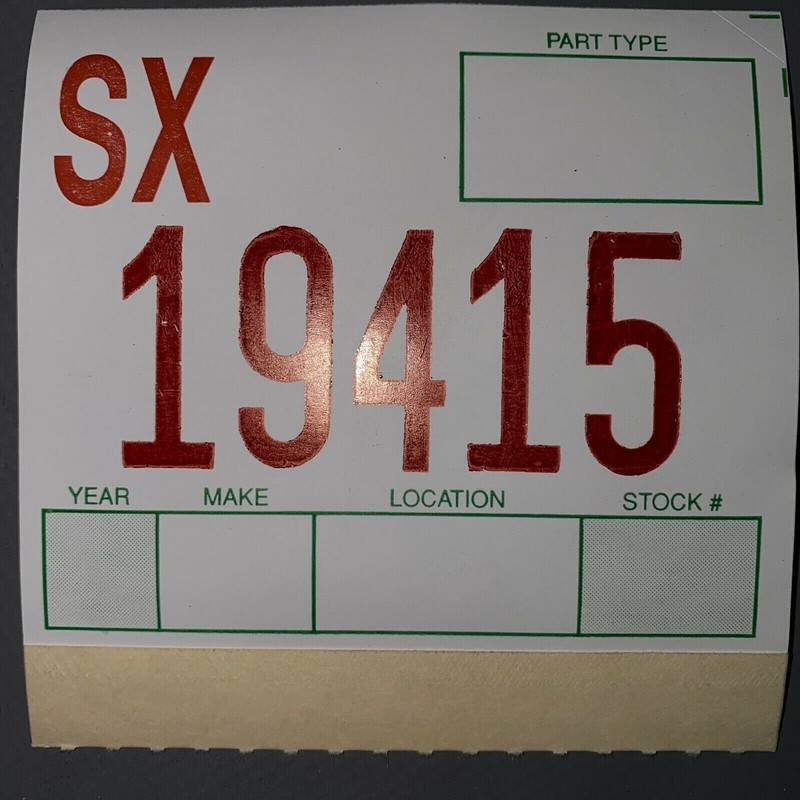 SX
PART TYPE
19415
YEAR MAKE LOCATION STOCK #